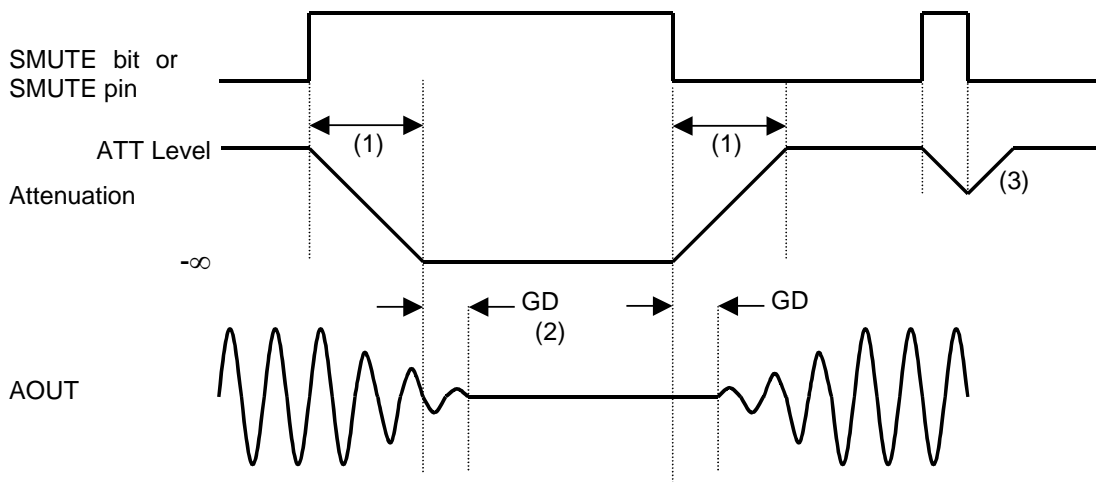 SMUTE bit or
SMUTE pin
(1)
(1)
ATT Level
Attenuation
(3)
-∞
GD
(2)
GD
AOUT